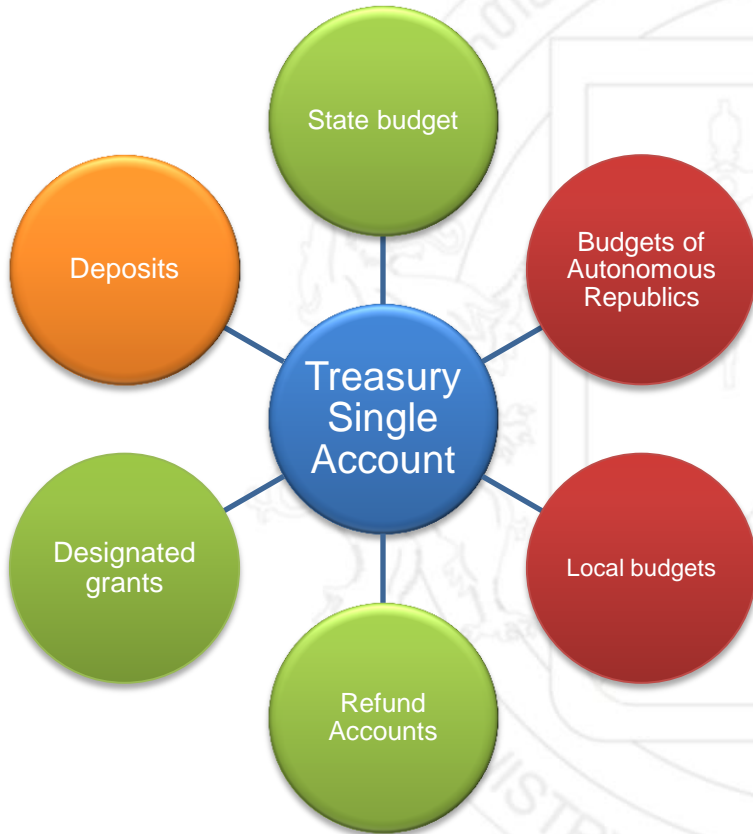 State budget
Deposits
Budgets of
Autonomous
Republics
Treasury
Single
Account
Designated
grants
Local budgets
Refund
Accounts